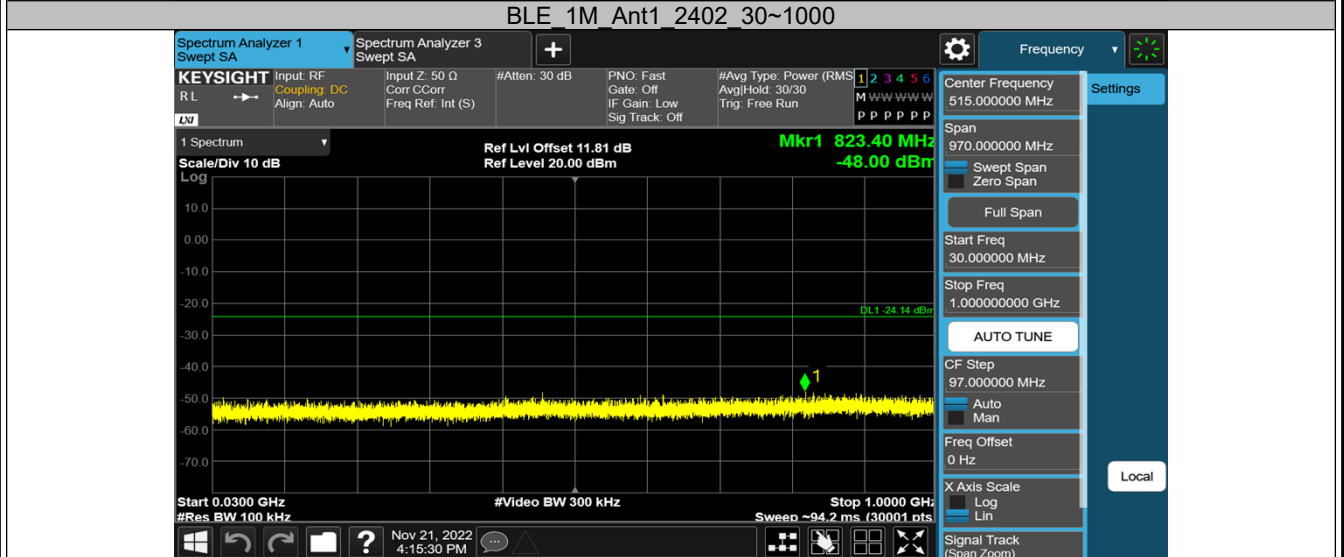 BLE_1M_Ant1_2402_30~1000
Spectrum Analyzer 1
Swept SA
Spectrum Analyzer 3
Swept SA
+
Frequency
KEYSIGHT
R L
LXI
Input: RF
Coupling: DC
Align: Auto
Input Z: 50 Ω
Corr CCorr
Freq Ref: Int (S)
#Atten: 30 dB
PNO: Fast
Gate: Off
IF Gain: Low
Sig Track: Off
#Avg Type: Power (RMS
Avg|Hold: 30/30
Trig: Free Run
1 2 3 4 5 6
M W W W W W
P P P P P P
1 Spectrum
Scale/Div 10 dB
Log
Ref Lvl Offset 11.81 dB
Ref Level 20.00 dBm
Mkr1 823.40 MHz
-48.00 dBm
10.0
0.00
-10.0
-20.0
-30.0
-40.0
-50.0
-60.0
-70.0
DL1 -24.14 dBm
1
Start 0.0300 GHz
#Res BW 100 kHz
#Video BW 300 kHz
Stop 1.0000 GHz
Sweep ~94.2 ms (30001 pts
Center Frequency
515.000000 MHz
Span
970.000000 MHz
Swept Span
Zero Span
Full Span
Start Freq
30.000000 MHz
Stop Freq
1.000000000 GHz
AUTO TUNE
CF Step
97.000000 MHz
Auto
Man
Freq Offset
0 Hz
X Axis Scale
Log
Lin
Signal Track
(Span Zoom)
Settings
Local
?
Nov 21, 2022
4:15:30 PM